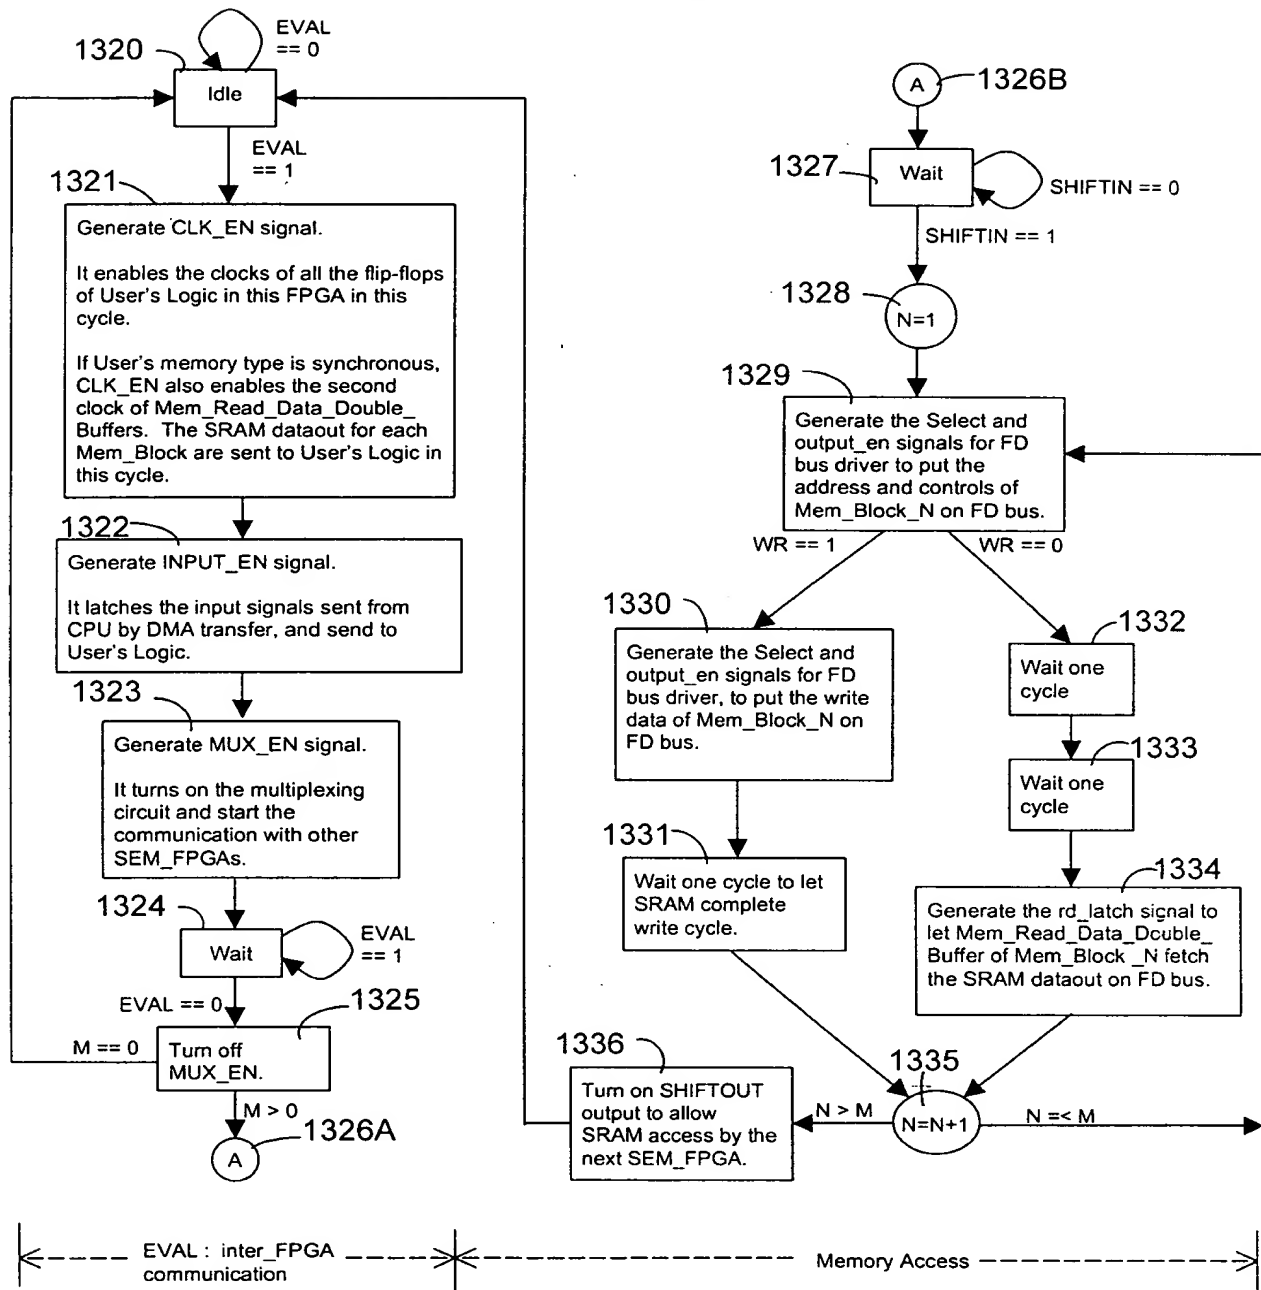 EVAL
== 0
1320
Idle
EVAL
== 1
1321
Generate CLK_EN signal.
It enables the clocks of all the flip-flops
of User's Logic in this FPGA in this
cycle.
If User's memory type is synchronous,
CLK_EN also enables the second
clock of Mem_Read_Data_Double_
Buffers. The SRAM dataout for each
Mem_Block are sent to User's Logic in
this cycle.
1322
Generate INPUT_EN signal.
It latches the input signals sent from
CPU by DMA transfer, and send to
User's Logic.
1323
Generate MUX_EN signal.
It turns on the multiplexing
circuit and start the
communication with other
SEM_FPGAs.
1324
Wait
EVAL
== 1
EVAL == 0
1325
M == 0
Turn off
MUX_EN.
M > 0
1326A
A
A
1326B
1327
Wait
SHIFTIN == 0
SHIFTIN == 1
1328
N=1
1329
Generate the Select and
output_en signals for FD
bus driver to put the
address and controls of
Mem_Block_N on FD bus.
WR == 1
WR == 0
1330
Generate the Select and
output_en signals for FD
bus driver, to put the write
data of Mem_Block_N on
FD bus.
1331
Wait one cycle to let
SRAM complete
write cycle.
1332
Wait one
cycle
1333
Wait one
cycle
1334
Generate the rd_latch signal to
let Mem_Read_Data_Double_
Buffer of Mem_Block _N fetch
the SRAM dataout on FD bus.
1335
N=N+1
N > M
N =< M
1336
Turn on SHIFTOUT
output to allow
SRAM access by the
next SEM_FPGA.
EVAL : inter_FPGA
communication
Memory Access